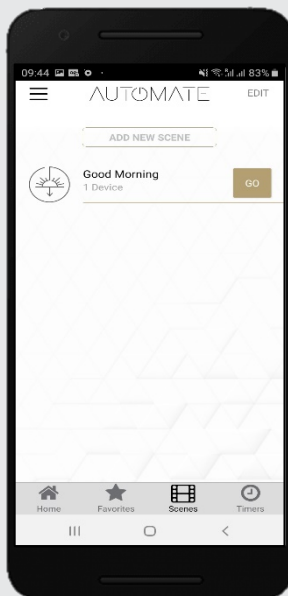 09:44 83%
AUTOMATE EDIT
ADD NEW SCENE
Good Morning
1 Device
GO
Home Favorites Scenes Timers